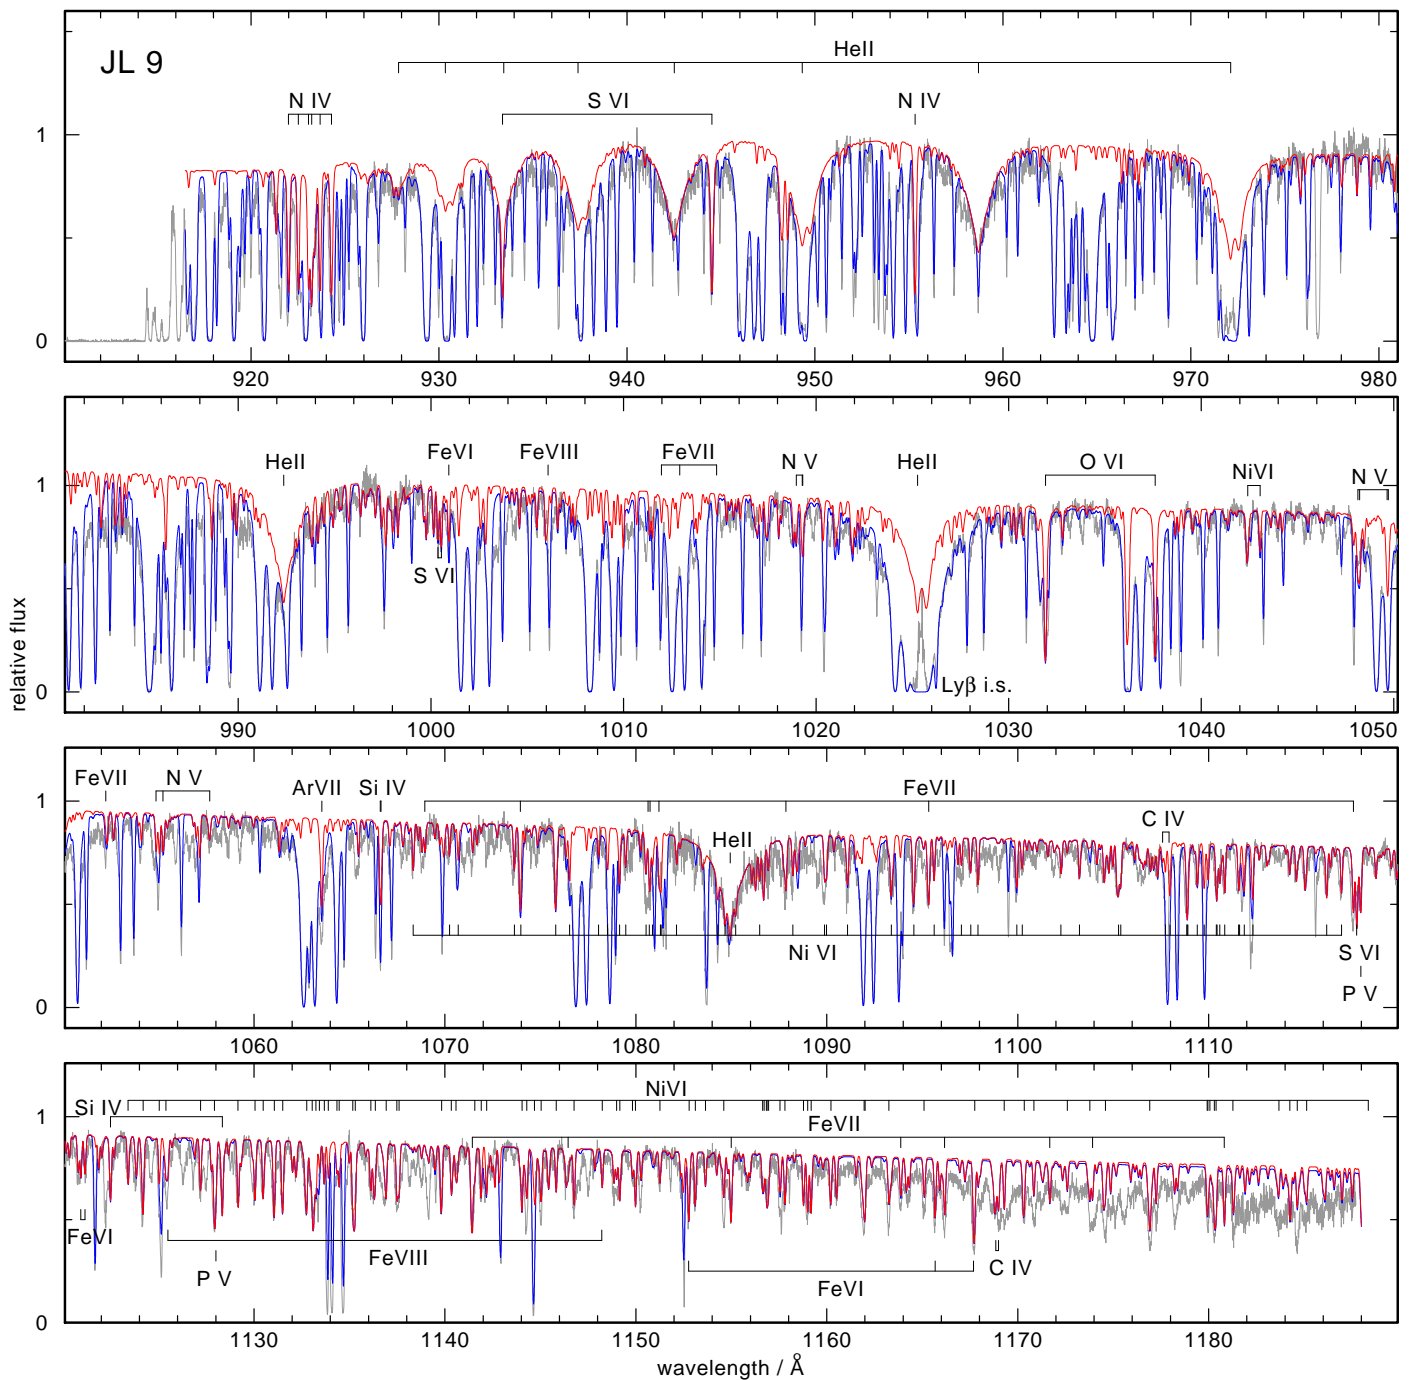 JL 9
HeII
N IV
S VI
N IV
1
0
920
930
940
950
960
970
980
HeII
FeVI
FeVIII
FeVII
N V
HeII
O VI
NiVI
N V
1
S VI
0
Lyβ i.s.
990
1000
1010
1020
1030
1040
1050
relative flux
FeVII
N V
ArVII
Si IV
FeVII
1
C IV
HeII
Ni VI
S VI
P V
0
1060
1070
1080
1090
1100
1110
NiVI
Si IV
1
FeVII
FeVI
FeVIII
P V
C IV
FeVI
0
1130
1140
1150
1160
1170
1180
wavelength / Å